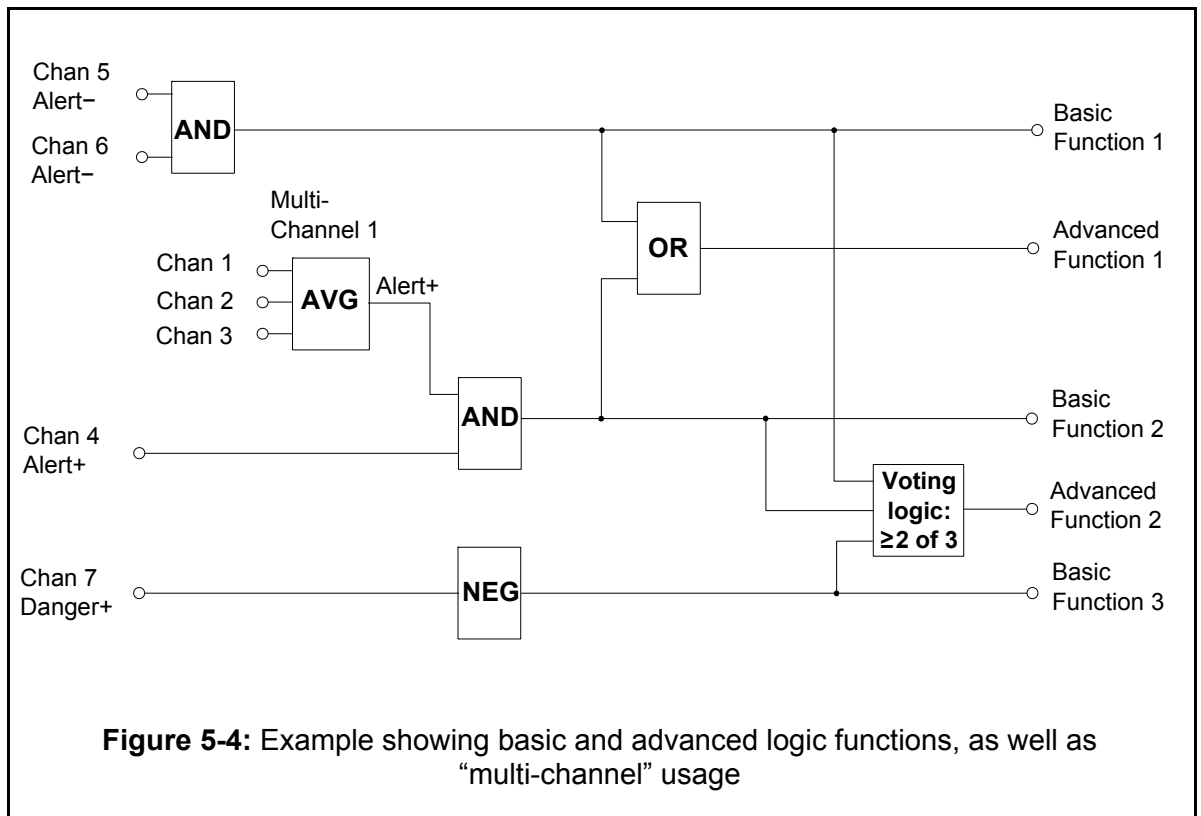 Chan 5
Alert−
AND
Chan 6
Alert−
Basic
Function 1
Multi-
Channel 1
Chan 1
Chan 2
Chan 3
AVG
Alert+
OR
Advanced
Function 1
Chan 4
Alert+
AND
Basic
Function 2
Voting
logic:
≥2 of 3
Advanced
Function 2
Chan 7
Danger+
NEG
Basic
Function 3
Figure 5-4: Example showing basic and advanced logic functions, as well as
“multi-channel” usage